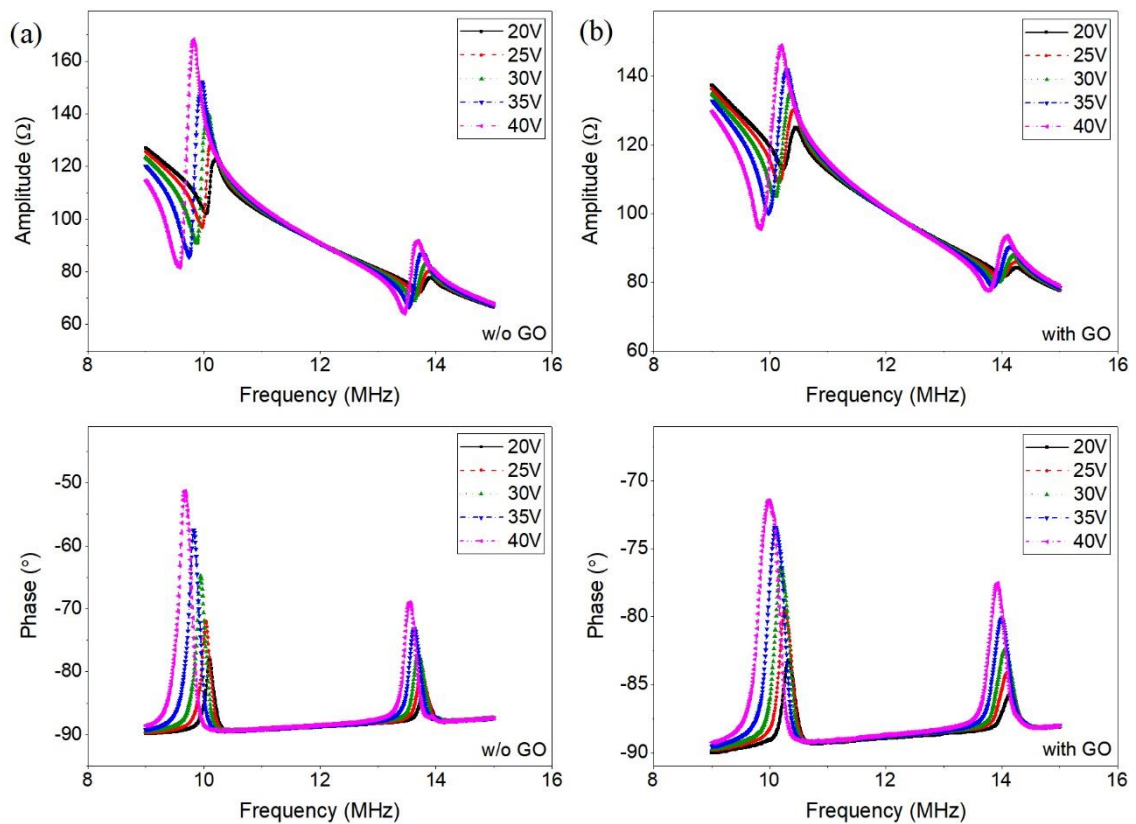 (a)
160
140
120
100
80
60
Amplitude (Ω)
20V
25V
30V
35V
40V
w/o GO
8
10
12
14
16
Frequency (MHz)
(b)
140
120
100
80
60
Amplitude (Ω)
20V
25V
30V
35V
40V
with GO
8
10
12
14
16
Frequency (MHz)
-50
-60
-70
-80
-90
Phase (°)
20V
25V
30V
35V
40V
w/o GO
8
10
12
14
16
Frequency (MHz)
-70
-75
-80
-85
-90
Phase (°)
20V
25V
30V
35V
40V
with GO
8
10
12
14
16
Frequency (MHz)